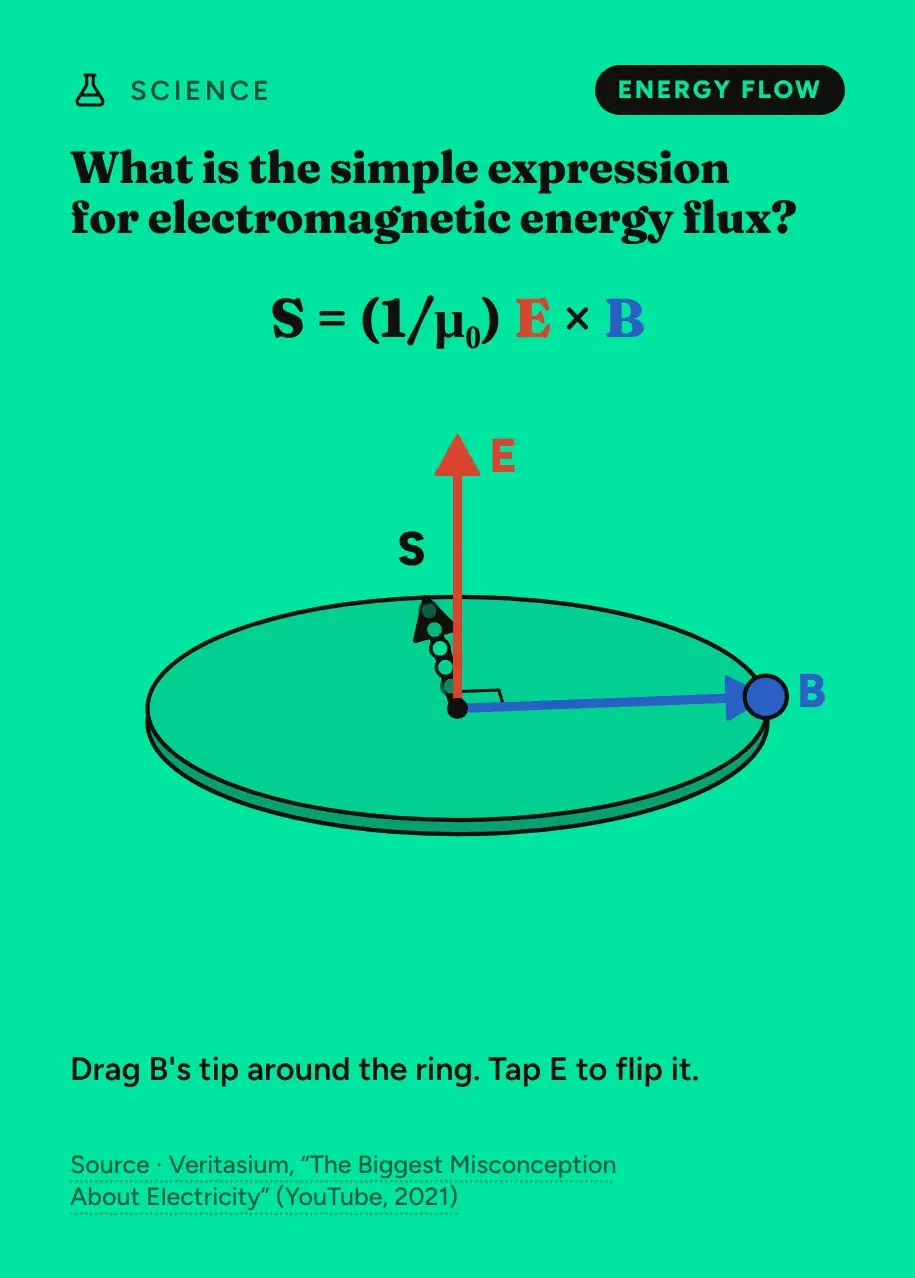 SCIENCE
ENERGY FLOW
What is the simple expression
for electromagnetic energy flux?
S = (1/μ₀) E × B
E
S
B
Drag B's tip around the ring. Tap E to flip it.
Source · Veritasium, “The Biggest Misconception
About Electricity” (YouTube, 2021)